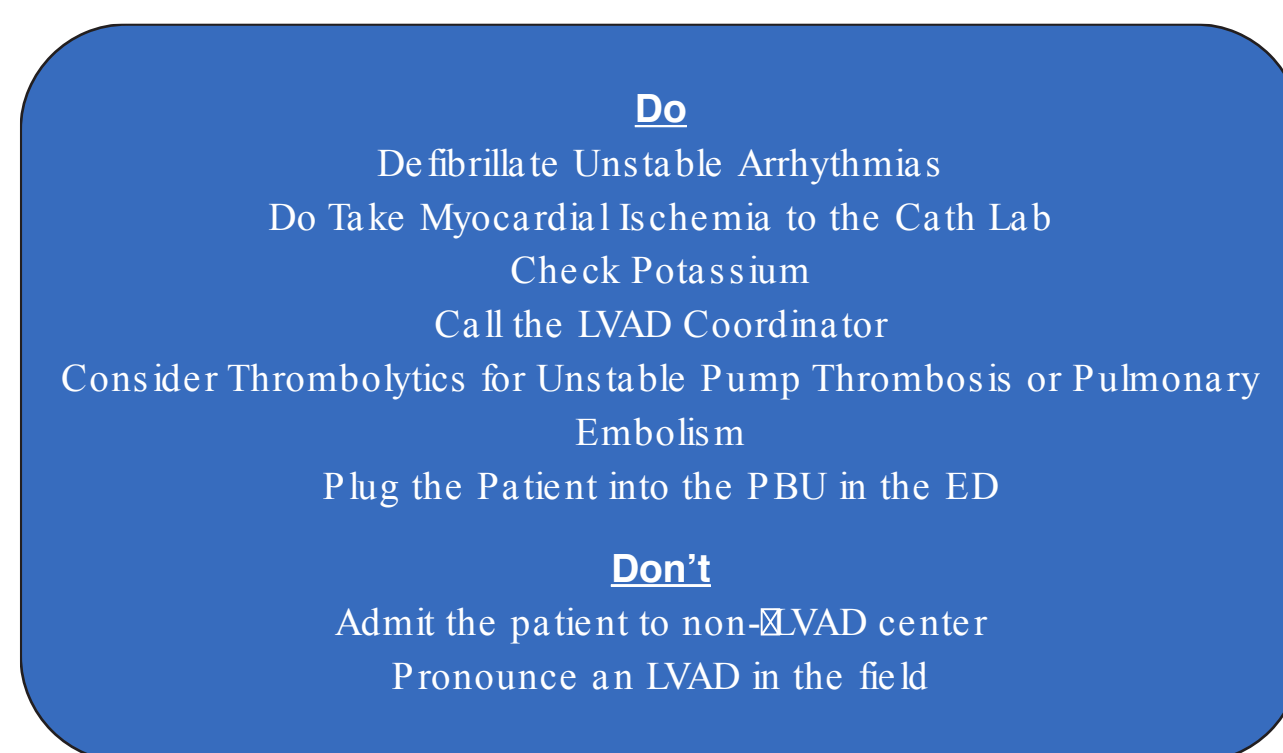 Do
Defibrillate Unstable Arrhythmias
Do Take Myocardial Ischemia to the Cath Lab
Check Potassium
Call the LVAD Coordinator
Consider Thrombolytics for Unstable Pump Thrombosis or Pulmonary
Embolism
Plug the Patient into the PBU in the ED
Don’t
Admit the patient to non-LVAD center
Pronounce an LVAD in the field